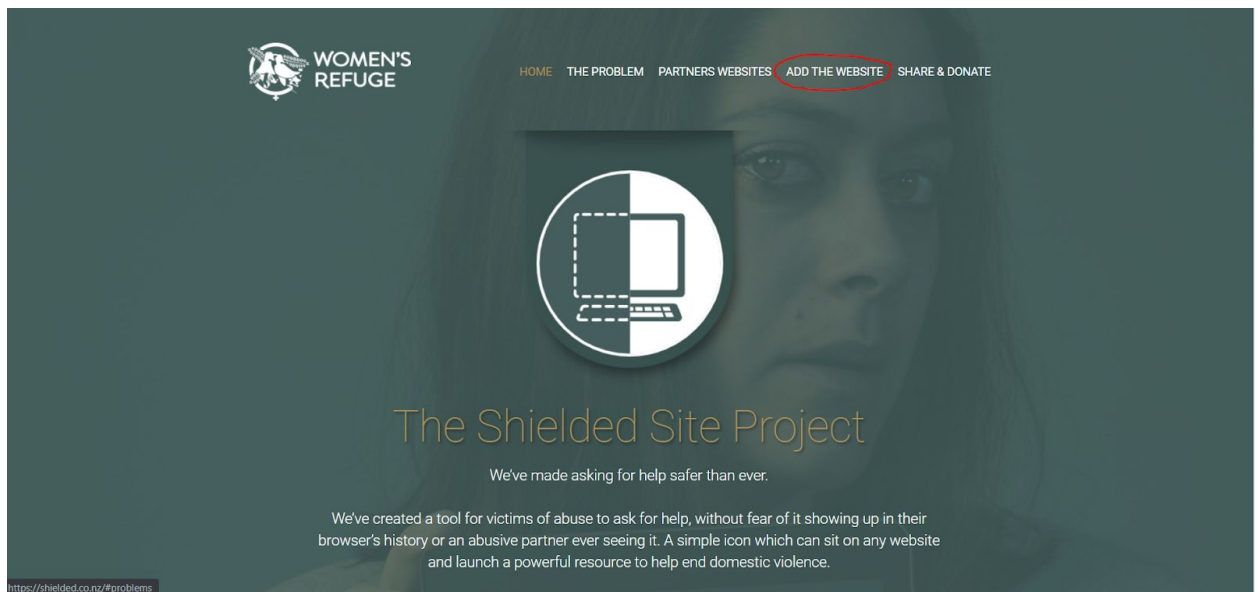 WOMEN'S
REFUGE
HOME THE PROBLEM PARTNERS WEBSITES ADD THE WEBSITE SHARE & DONATE
The Shielded Site Project
We've made asking for help safer than ever.
We've created a tool for victims of abuse to ask for help, without fear of it showing up in their
browser's history or an abusive partner ever seeing it. A simple icon which can sit on any website
and launch a powerful resource to help end domestic violence.
https://shielded.co.nz/#problems